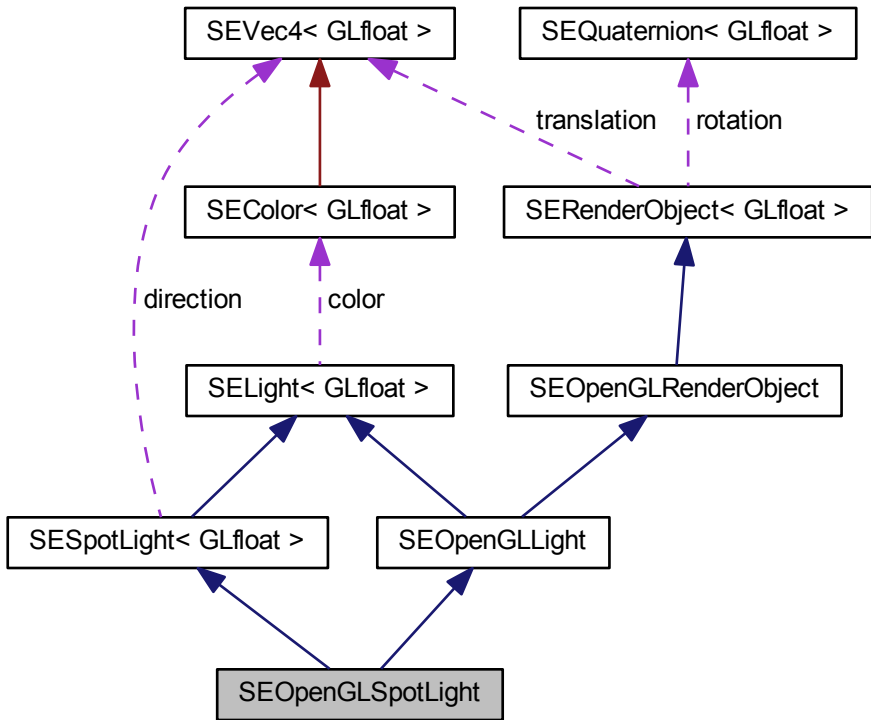 SEVec4< GLfloat >
SEQuaternion< GLfloat >
translation
rotation
SEColor< GLfloat >
SERenderObject< GLfloat >
direction
color
SELight< GLfloat >
SEOpenGLRenderObject
SESpotLight< GLfloat >
SEOpenGLLight
SEOpenGLSpotLight